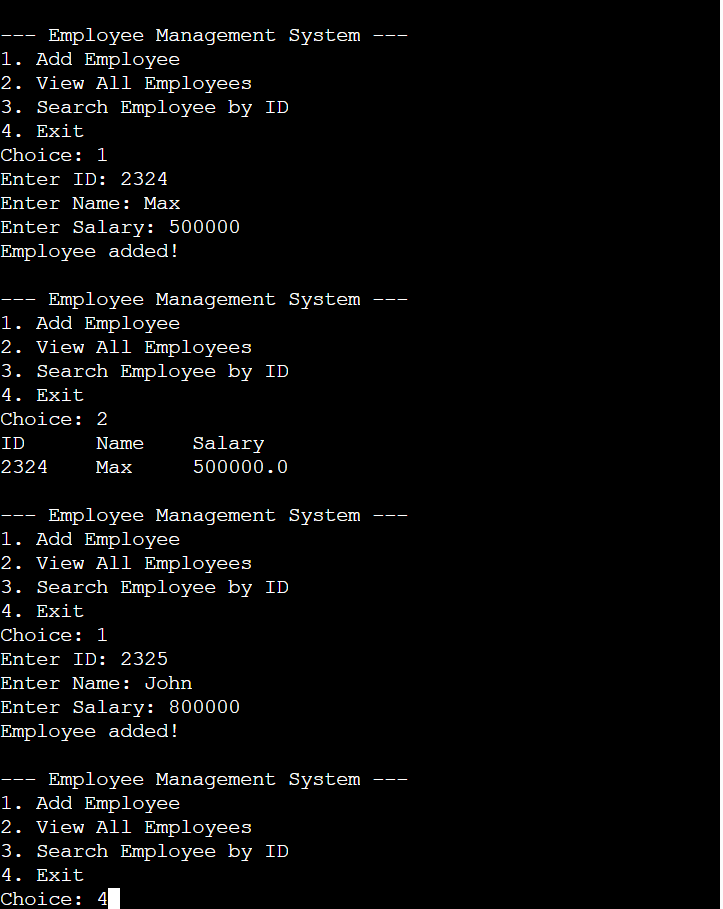 --- Employee Management System ---
1. Add Employee
2. View All Employees
3. Search Employee by ID
4. Exit
Choice: 1
Enter ID: 2324
Enter Name: Max
Enter Salary: 500000
Employee added!
--- Employee Management System ---
1. Add Employee
2. View All Employees
3. Search Employee by ID
4. Exit
Choice: 2
ID      Name    Salary
2324    Max     500000.0
--- Employee Management System ---
1. Add Employee
2. View All Employees
3. Search Employee by ID
4. Exit
Choice: 1
Enter ID: 2325
Enter Name: John
Enter Salary: 800000
Employee added!
--- Employee Management System ---
1. Add Employee
2. View All Employees
3. Search Employee by ID
4. Exit
Choice: 4